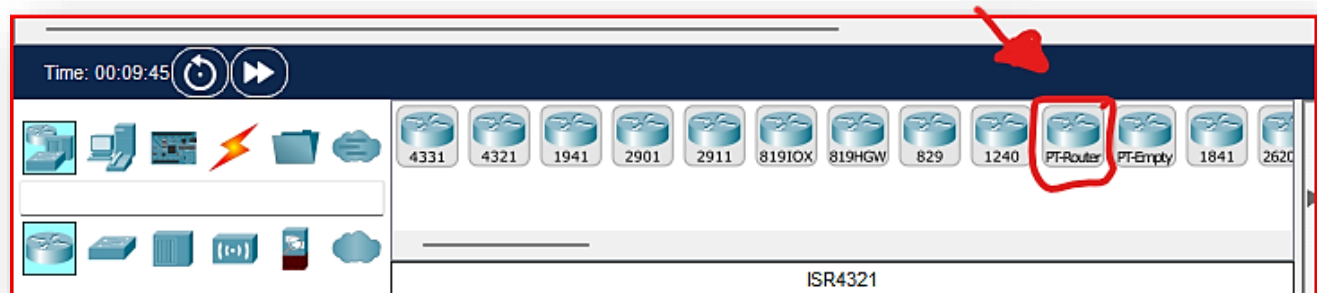 Time: 00:09:45
4331 4321 1941 2901 2911 819IOX 819HGW 829 1240 PT-Router PT-Empty 1841 2620
ISR4321